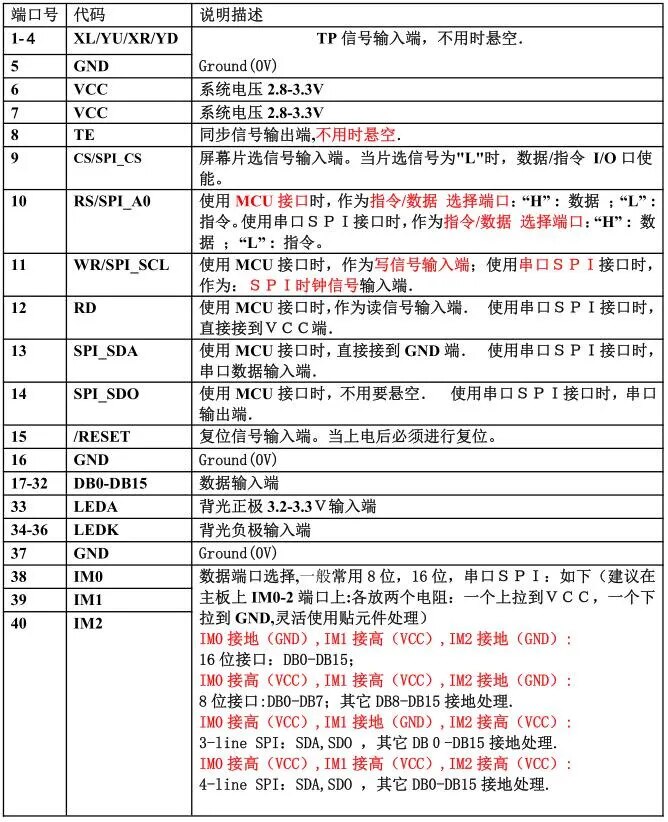 端口号 代码 说明描述
1-4 XL/YU/XR/YD TP 信号输入端，不用时悬空．
5 GND Ground(0V)
6 VCC 系统电压 2.8-3.3V
7 VCC 系统电压 2.8-3.3V
8 TE 同步信号输出端,不用时悬空．
9 CS/SPI_CS 屏幕片选信号输入端。当片选信号为"L"时，数据/指令 I/O 口使
能。
10 RS/SPI_A0 使用 MCU 接口时，作为指令/数据 选择端口：“H”：数据 ；“L”：
指令。使用串口ＳＰＩ接口时，作为指令/数据 选择端口：“H”：数
据 ；“L”：指令。
11 WR/SPI_SCL 使用 MCU 接口时，作为写信号输入端；使用串口ＳＰＩ接口时，
作为：ＳＰＩ时钟信号输入端．
12 RD 使用 MCU 接口时，作为读信号输入端． 使用串口ＳＰＩ接口时，
直接接到ＶＣＣ端．
13 SPI_SDA 使用 MCU 接口时，直接接到 GND 端． 使用串口ＳＰＩ接口时，
串口数据输入端．
14 SPI_SDO 使用 MCU 接口时，不用要悬空． 使用串口ＳＰＩ接口时，串口
输出端．
15 /RESET 复位信号输入端。当上电后必须进行复位。
16 GND Ground(0V)
17-32 DB0-DB15 数据输入端
33 LEDA 背光正极 3.2-3.3Ｖ输入端
34-36 LEDK 背光负极输入端
37 GND Ground(0V)
38 IM0 数据端口选择,一般常用 8 位，16 位，串口ＳＰＩ：如下（建议在
39 IM1 主板上 IM0-2 端口上:各放两个电阻：一个上拉到ＶＣＣ，一个下
40 IM2 拉到 GND,灵活使用贴元件处理）
IM0 接地（GND）,IM1 接高（VCC）,IM2 接地（GND）:
16 位接口：DB0-DB15；
IM0 接高（VCC）,IM1 接高（VCC）,IM2 接地（GND）:
8 位接口:DB0-DB7；其它 DB8-DB15 接地处理．
IM0 接高（VCC）,IM1 接地（GND）,IM2 接高（VCC）:
3-line SPI：SDA,SDO ，其它 DB０-DB15 接地处理．
IM0 接高（VCC）,IM1 接高（VCC）,IM2 接高（VCC）:
4-line SPI：SDA,SDO ，其它 DB0-DB15 接地处理．